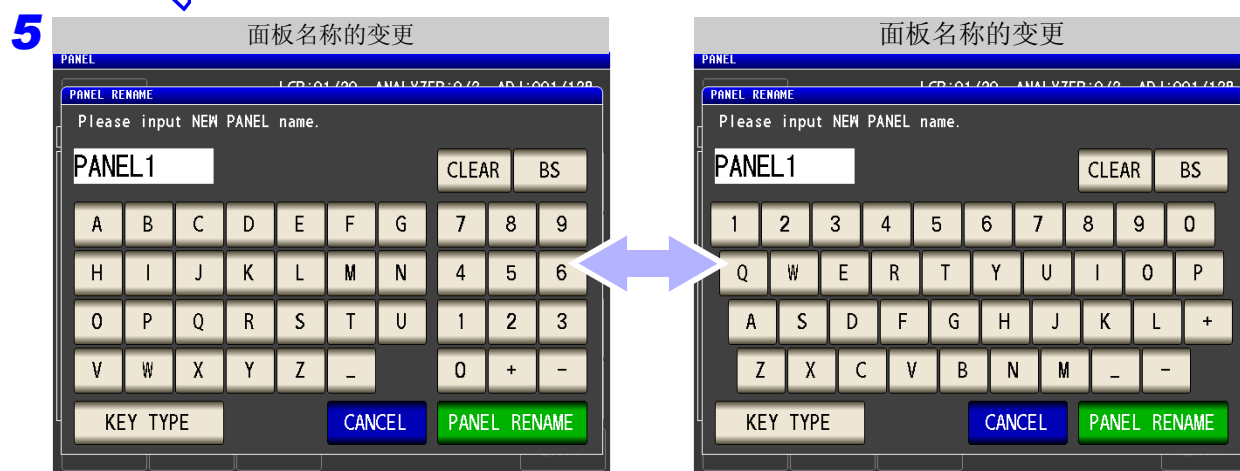 5
面板名称的变更
PANEL
PANEL RENAME
Please input NEW PANEL name.
PANEL1
CLEAR BS
A B C D E F G 7 8 9
H I J K L M N 4 5 6
O P Q R S T U 1 2 3
V W X Y Z _ 0 + -
KEY TYPE CANCEL PANEL RENAME
面板名称的变更
PANEL
PANEL RENAME
Please input NEW PANEL name.
PANEL1
CLEAR BS
1 2 3 4 5 6 7 8 9 0
Q W E R T Y U I O P
A S D F G H J K L +
Z X C V B N M _ -
KEY TYPE CANCEL PANEL RENAME